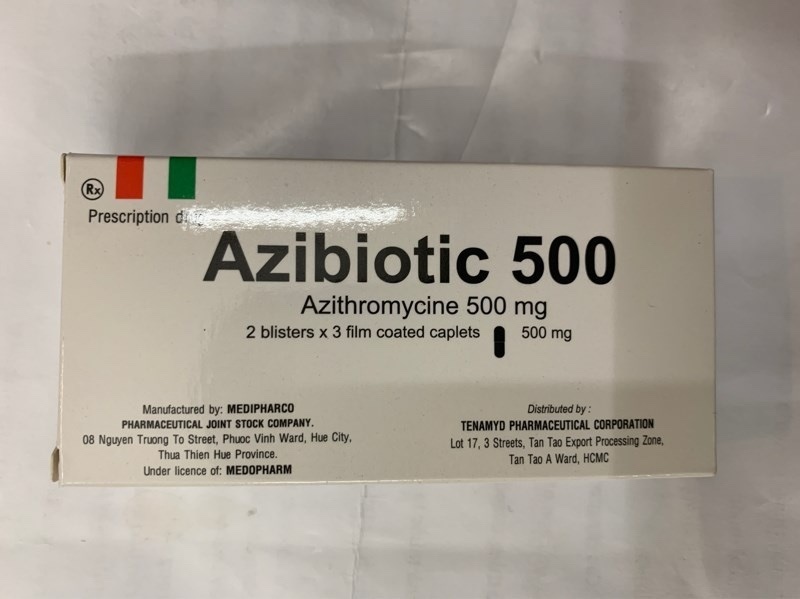 Rx
Prescription drug
Azibiotic 500
Azithromycine 500 mg
2 blisters x 3 film coated caplets 500 mg
Manufactured by: MEDIPHARCO
PHARMACEUTICAL JOINT STOCK COMPANY.
08 Nguyen Truong To Street, Phuoc Vinh Ward, Hue City,
Thua Thien Hue Province.
Under licence of: MEDOPHARM
Distributed by :
TENAMYD PHARMACEUTICAL CORPORATION
Lot 17, 3 Streets, Tan Tao Export Processing Zone,
Tan Tao A Ward, HCMC